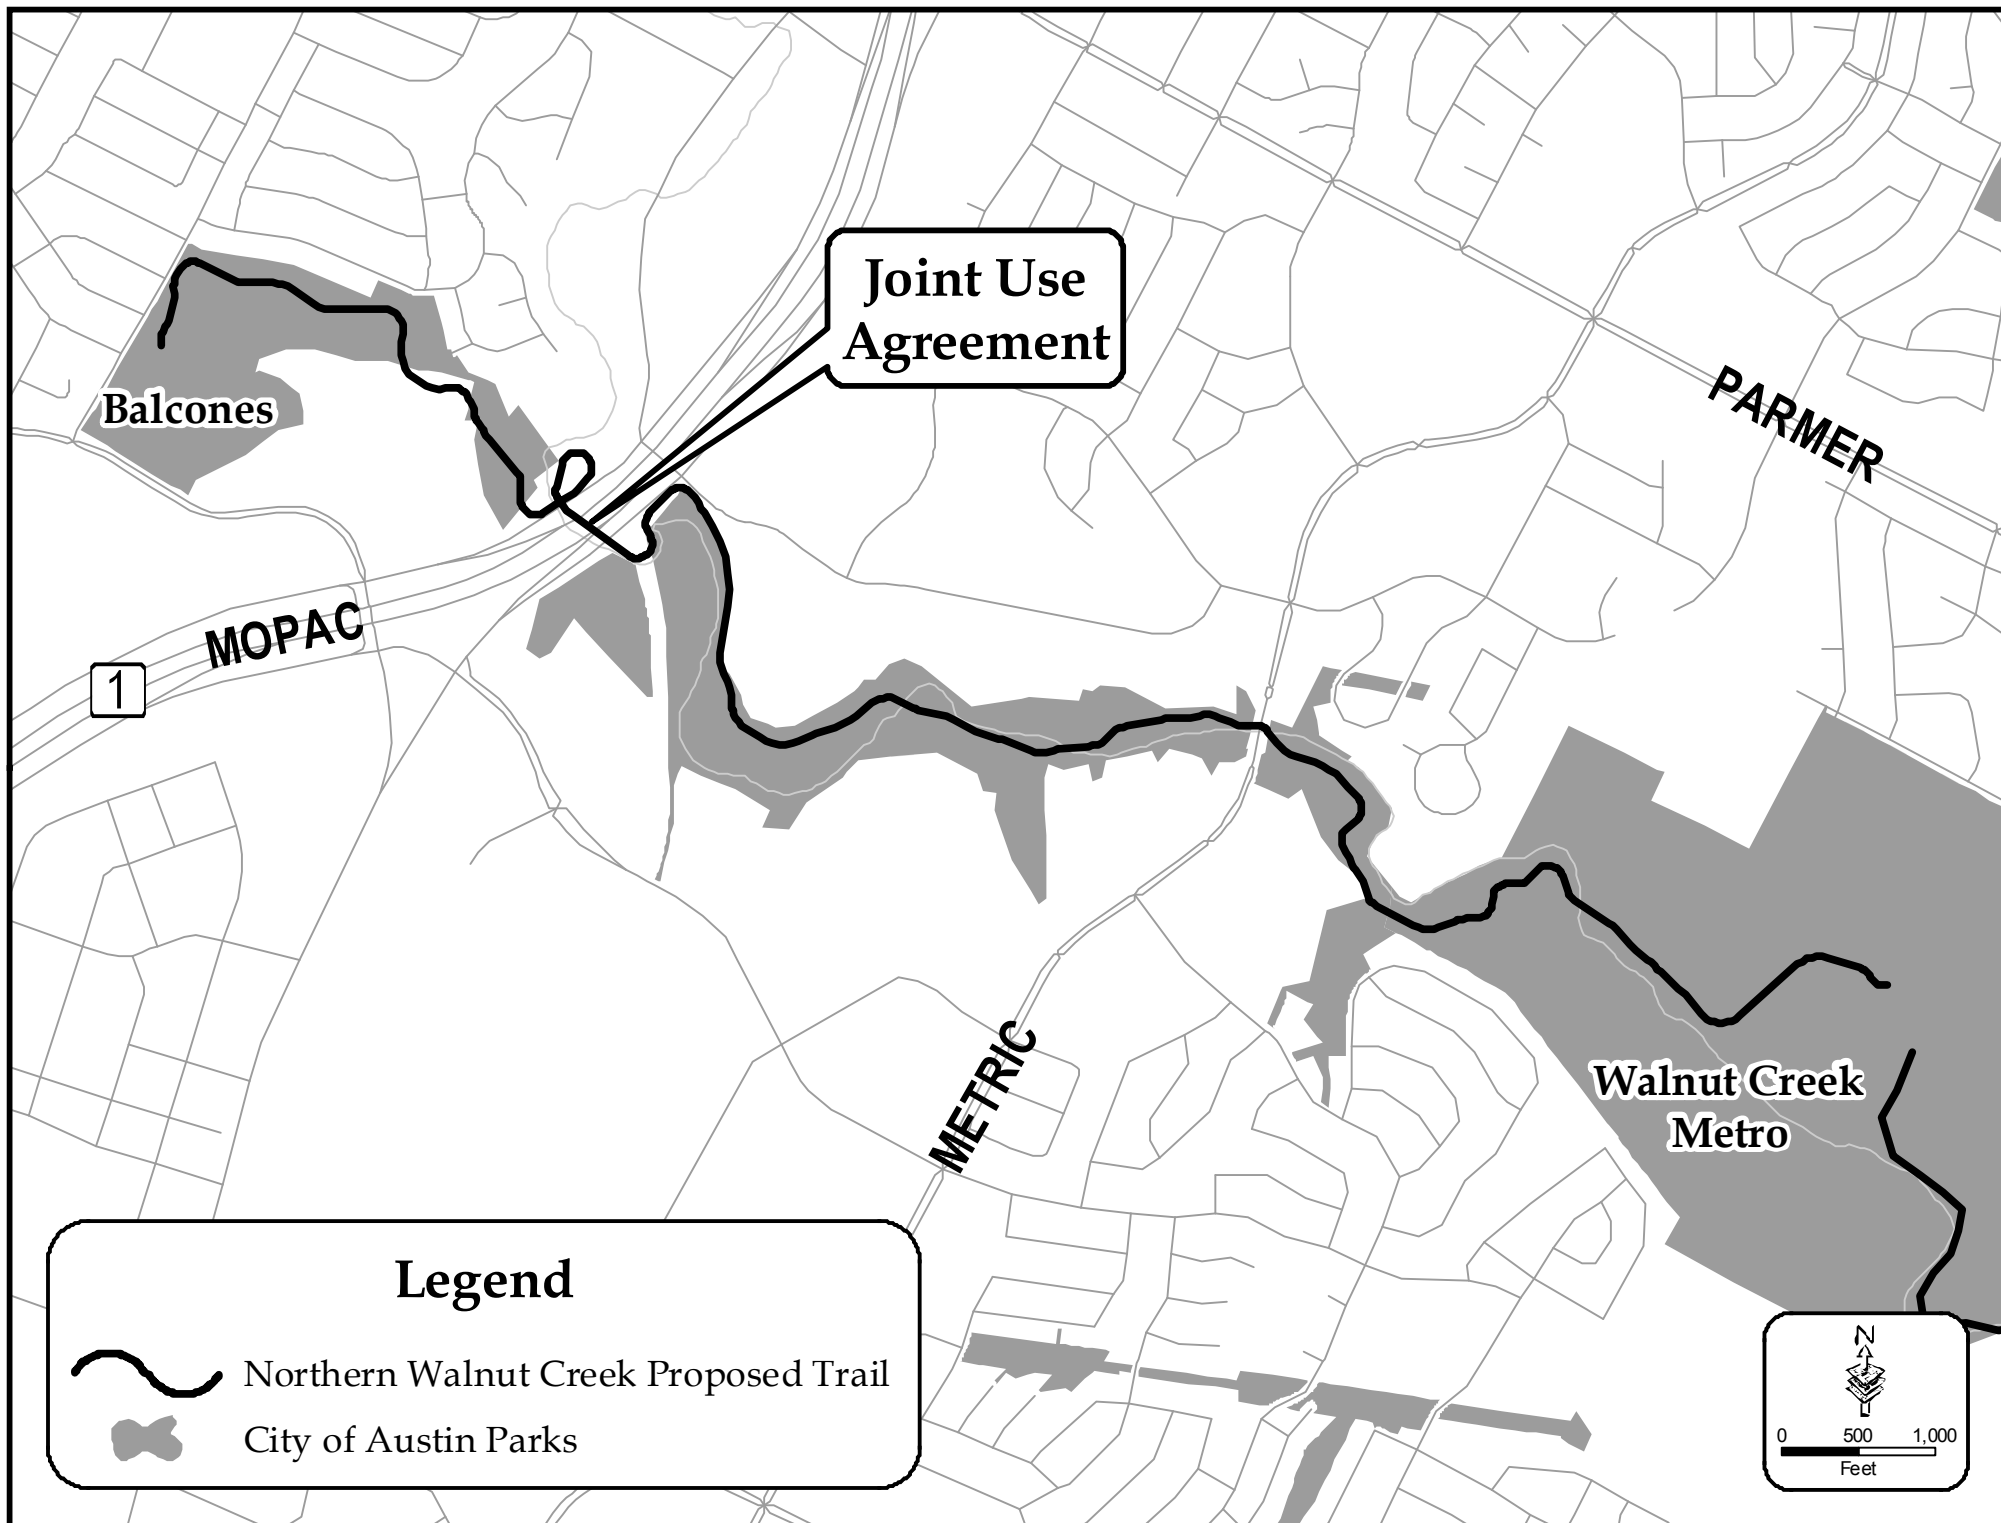 Joint Use
Agreement
Balcones
PARMER
MOPAC
1
METRIC
Walnut Creek
Metro
Legend
Northern Walnut Creek Proposed Trail
City of Austin Parks
N
0 500 1,000
Feet